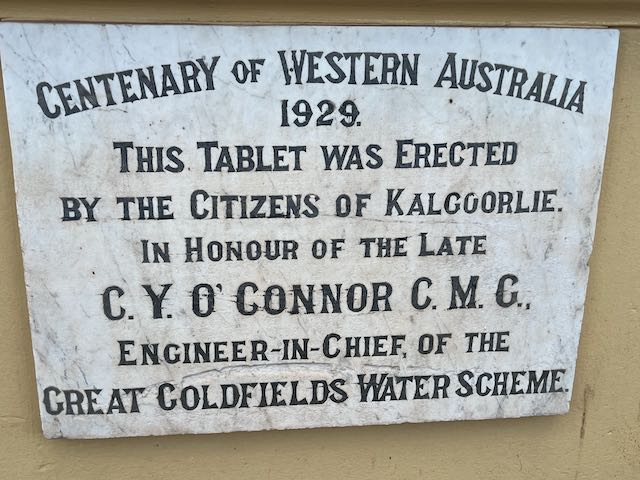 CENTENARY OF WESTERN AUSTRALIA
1929.
THIS TABLET WAS ERECTED
BY THE CITIZENS OF KALGOORLIE.
IN HONOUR OF THE LATE
C. Y. O'CONNOR C. M. G.,
ENGINEER-IN-CHIEF, OF THE
GREAT GOLDFIELDS WATER SCHEME.